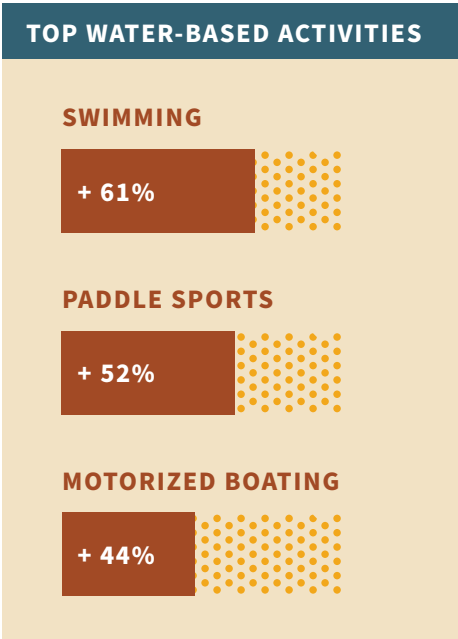 TOP WATER-BASED ACTIVITIES
SWIMMING
+ 61%
PADDLE SPORTS
+ 52%
MOTORIZED BOATING
+ 44%